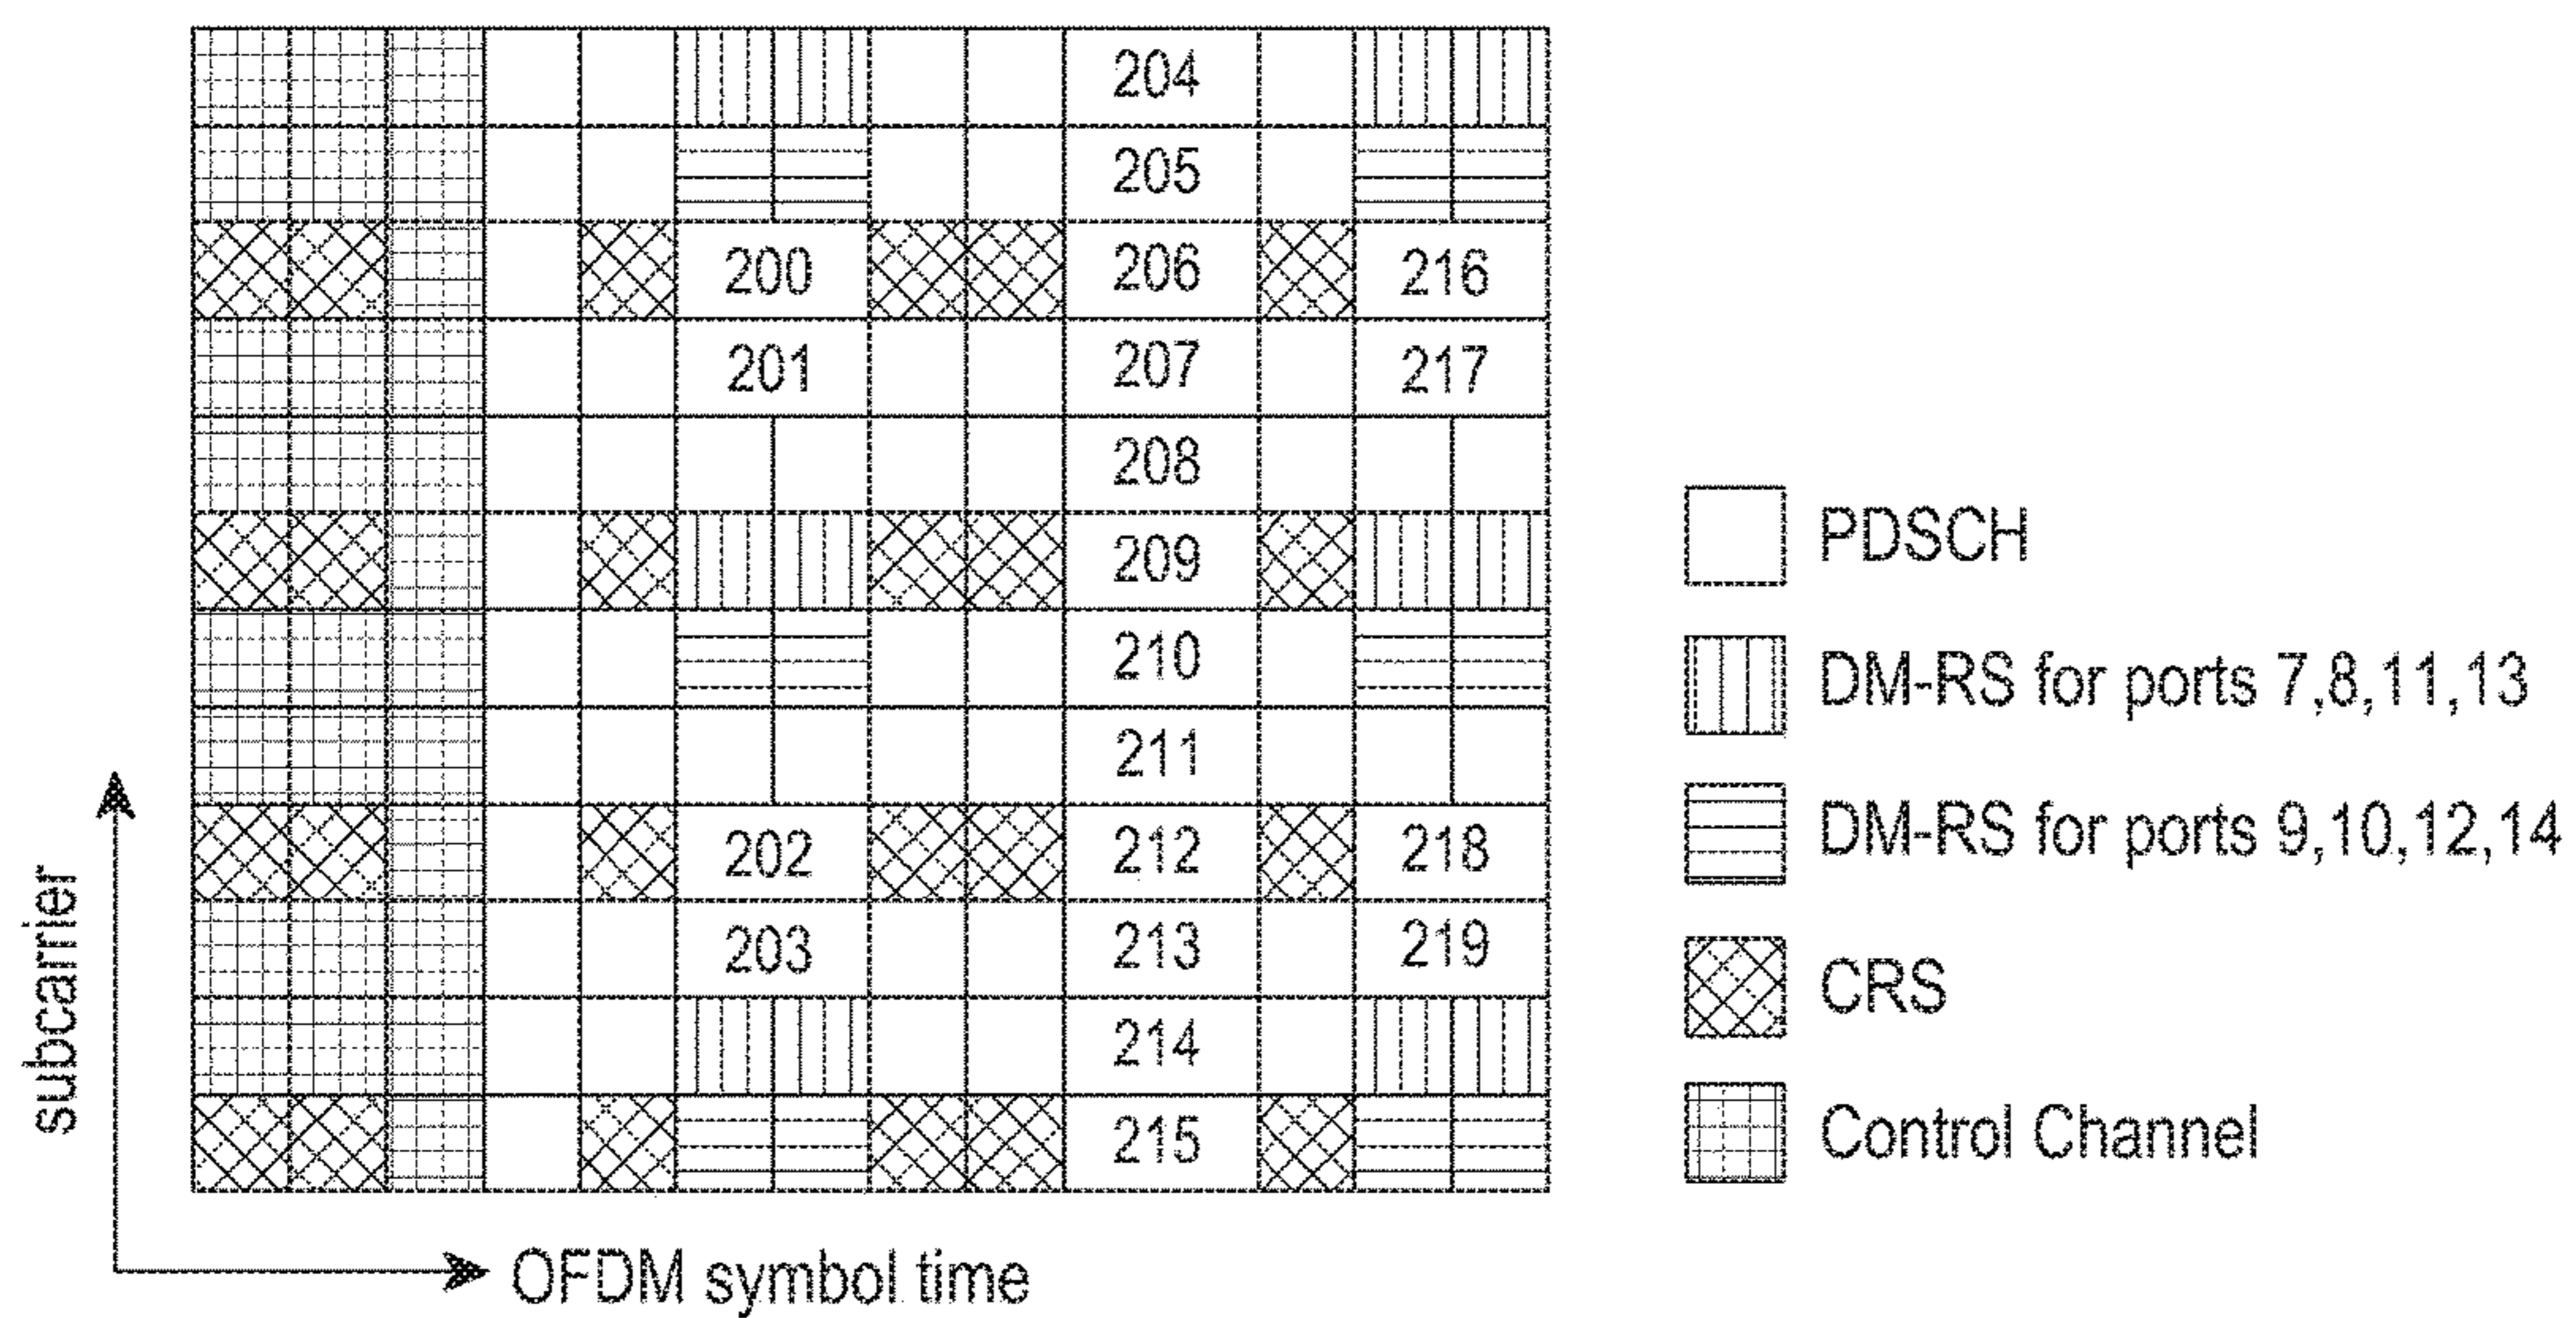 204
205
200 206 216
201 207 217
208
209
210
211
202 212 218
203 213 219
214
215
PDSCH
DM-RS for ports 7,8,11,13
DM-RS for ports 9,10,12,14
CRS
Control Channel
subcarrier
OFDM symbol time